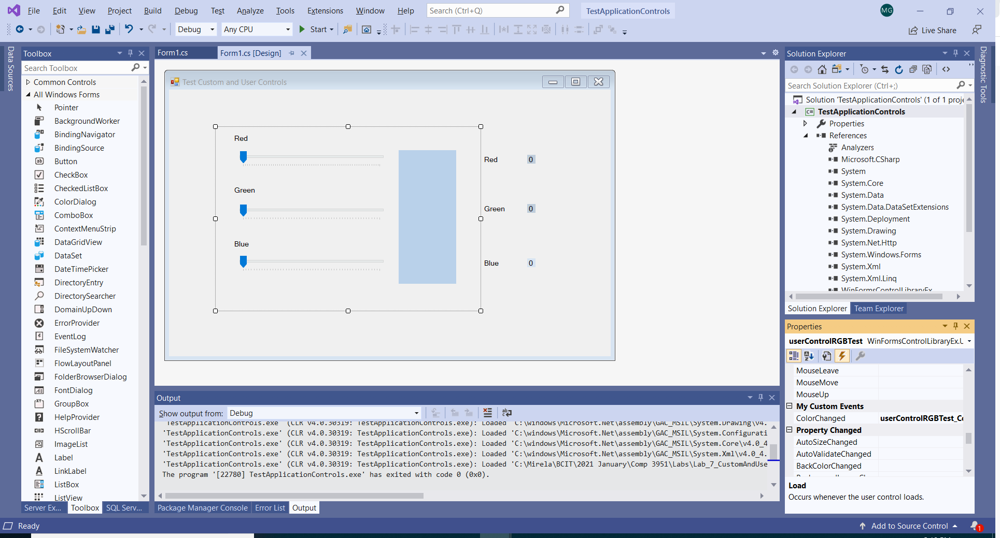 File Edit View Project Build Debug Test Analyze Tools Extensions Window Help Search (Ctrl+Q) TestApplicationControls MG
Debug Any CPU Start Live Share
Data Sources
Toolbox
Search Toolbox
Common Controls
All Windows Forms
Pointer
BackgroundWorker
BindingNavigator
BindingSource
Button
CheckBox
CheckedListBox
ColorDialog
ComboBox
ContextMenuStrip
DataGridView
DataSet
DateTimePicker
DirectoryEntry
DirectorySearcher
DomainUpDown
ErrorProvider
EventLog
FileSystemWatcher
FlowLayoutPanel
FolderBrowserDialog
FontDialog
GroupBox
HelpProvider
HScrollBar
ImageList
Label
LinkLabel
ListBox
ListView
Server Ex... Toolbox SQL Serv...
Form1.cs Form1.cs [Design]
Test Custom and User Controls
Red
Red 0
Green
Green 0
Blue
Blue 0
Output
Show output from: Debug
'TestApplicationControls.exe' (CLR v4.0.30319: TestApplicationControls.exe): Loaded 'C:\windows\Microsoft.Net\assembly\GAC_MSIL\System.Drawing\v4.
'TestApplicationControls.exe' (CLR v4.0.30319: TestApplicationControls.exe): Loaded 'C:\windows\Microsoft.Net\assembly\GAC_MSIL\System.Configurati
'TestApplicationControls.exe' (CLR v4.0.30319: TestApplicationControls.exe): Loaded 'C:\windows\Microsoft.Net\assembly\GAC_MSIL\System.Core\v4.0_4
'TestApplicationControls.exe' (CLR v4.0.30319: TestApplicationControls.exe): Loaded 'C:\windows\Microsoft.Net\assembly\GAC_MSIL\System.Xml\v4.0_4.
'TestApplicationControls.exe' (CLR v4.0.30319: TestApplicationControls.exe): Loaded 'C:\Mirela\BCIT\2021 January\Comp 3951\Labs\Lab_7_CustomAndUse
The program '[22780] TestApplicationControls.exe' has exited with code 0 (0x0).
Package Manager Console Error List Output
Solution Explorer
Search Solution Explorer (Ctrl+;)
Solution 'TestApplicationControls' (1 of 1 proje
C# TestApplicationControls
Properties
References
Analyzers
Microsoft.CSharp
System
System.Core
System.Data
System.Data.DataSetExtensions
System.Deployment
System.Drawing
System.Net.Http
System.Windows.Forms
System.Xml
System.Xml.Linq
WinFormsControlLibraryEx
Solution Explorer Team Explorer
Properties
userControlRGBTest WinFormsControlLibraryEx.U
MouseLeave
MouseMove
MouseUp
My Custom Events
ColorChanged userControlRGBTest_Co
Property Changed
AutoSizeChanged
AutoValidateChanged
BackColorChanged
Load
Occurs whenever the user control loads.
Diagnostic Tools
Ready Add to Source Control 1